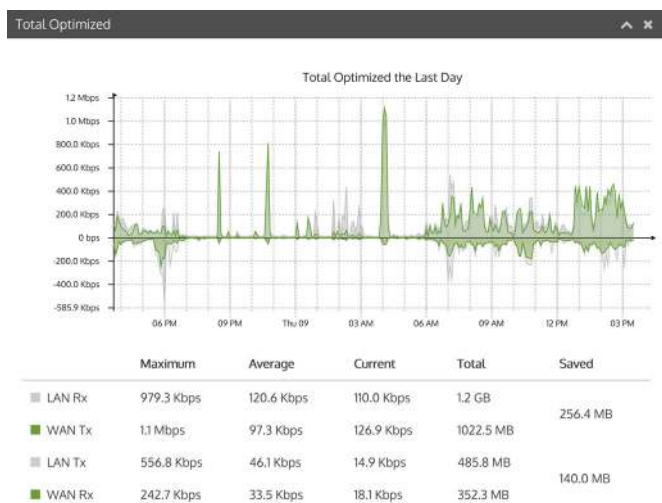 Total Optimized
Total Optimized the Last Day
1.2 Mbps
1.0 Mbps
800.0 Kbps
600.0 Kbps
400.0 Kbps
200.0 Kbps
0 bps
-200.0 Kbps
-400.0 Kbps
-585.9 Kbps
06 PM 09 PM Thu 09 03 AM 06 AM 09 AM 12 PM 03 PM
Maximum Average Current Total Saved
LAN Rx 979.3 Kbps 120.6 Kbps 110.0 Kbps 1.2 GB
256.4 MB
WAN Tx 1.1 Mbps 97.3 Kbps 126.9 Kbps 1022.5 MB
LAN Tx 556.8 Kbps 46.1 Kbps 14.9 Kbps 485.8 MB
140.0 MB
WAN Rx 242.7 Kbps 33.5 Kbps 18.1 Kbps 352.3 MB